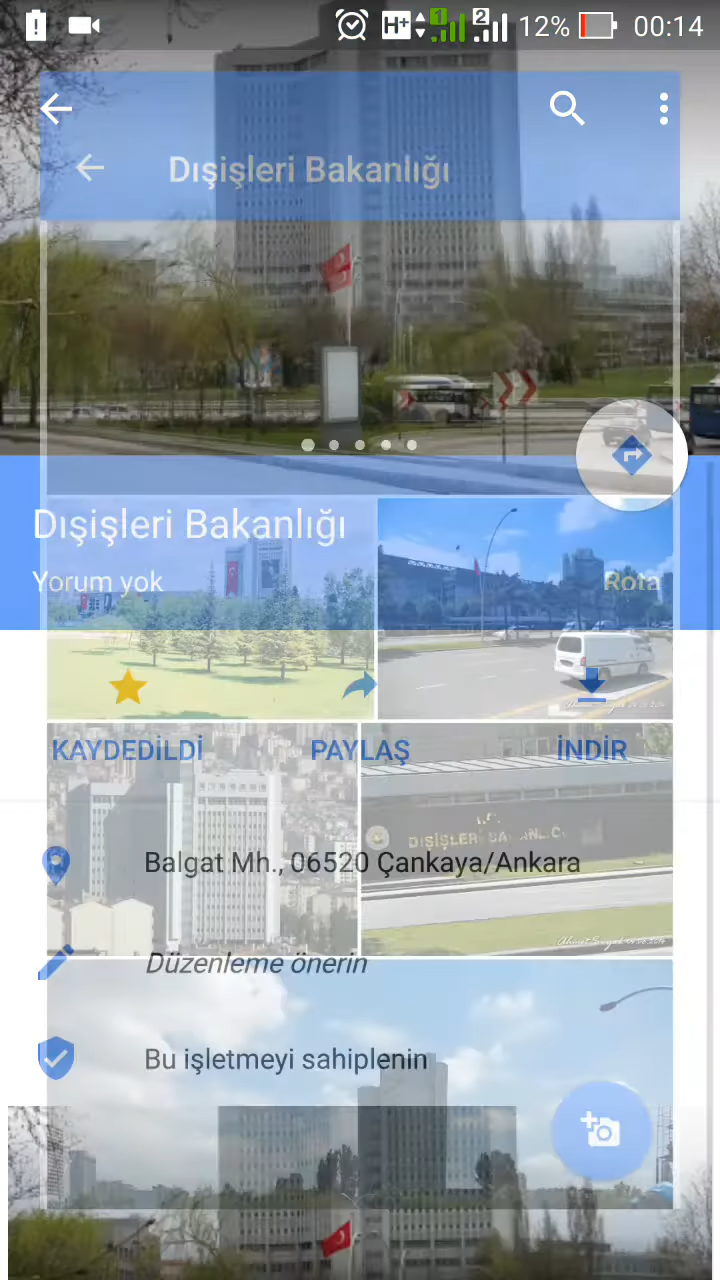 12% 00:14
Dışişleri Bakanlığı
Dışişleri Bakanlığı
Yorum yok
Rota
KAYDEDİLDİ PAYLAŞ İNDİR
Balgat Mh., 06520 Çankaya/Ankara
Düzenleme önerin
Bu işletmeyi sahiplenin